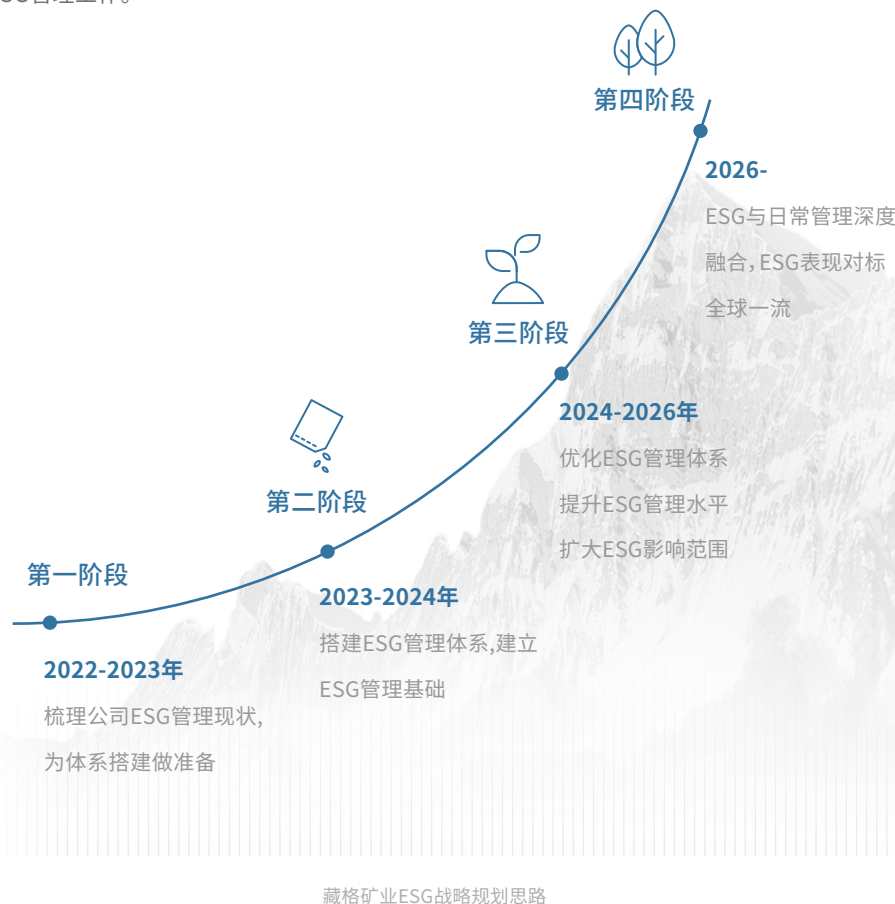 第一阶段
2022-2023年
梳理公司ESG管理现状,
为体系搭建做准备
第二阶段
2023-2024年
搭建ESG管理体系,建立
ESG管理基础
第三阶段
2024-2026年
优化ESG管理体系
提升ESG管理水平
扩大ESG影响范围
第四阶段
2026-
ESG与日常管理深度
融合，ESG表现对标
全球一流
藏格矿业ESG战略规划思路